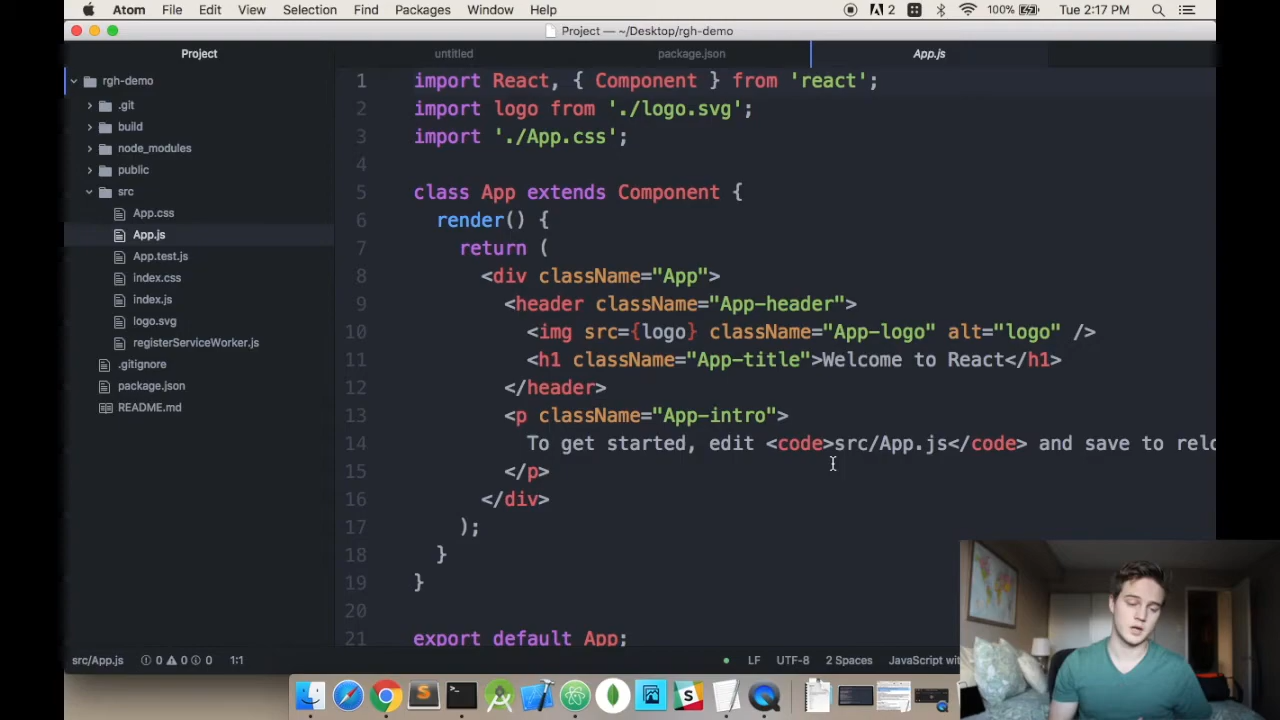 Atom File Edit View Selection Find Packages Window Help 2 100% Tue 2:17 PM
Project — ~/Desktop/rgh-demo
Project
untitled
package.json
App.js
rgh-demo
.git
build
node_modules
public
src
App.css
App.js
App.test.js
index.css
index.js
logo.svg
registerServiceWorker.js
.gitignore
package.json
README.md
1 import React, { Component } from 'react';
2 import logo from './logo.svg';
3 import './App.css';
4
5 class App extends Component {
6 render() {
7 return (
8 <div className="App">
9 <header className="App-header">
10 <img src={logo} className="App-logo" alt="logo" />
11 <h1 className="App-title">Welcome to React</h1>
12 </header>
13 <p className="App-intro">
14 To get started, edit <code>src/App.js</code> and save to relo
15 </p>
16 </div>
17 );
18 }
19 }
20
21 export default App;
src/App.js 0 0 0 1:1 LF UTF-8 2 Spaces JavaScript wit